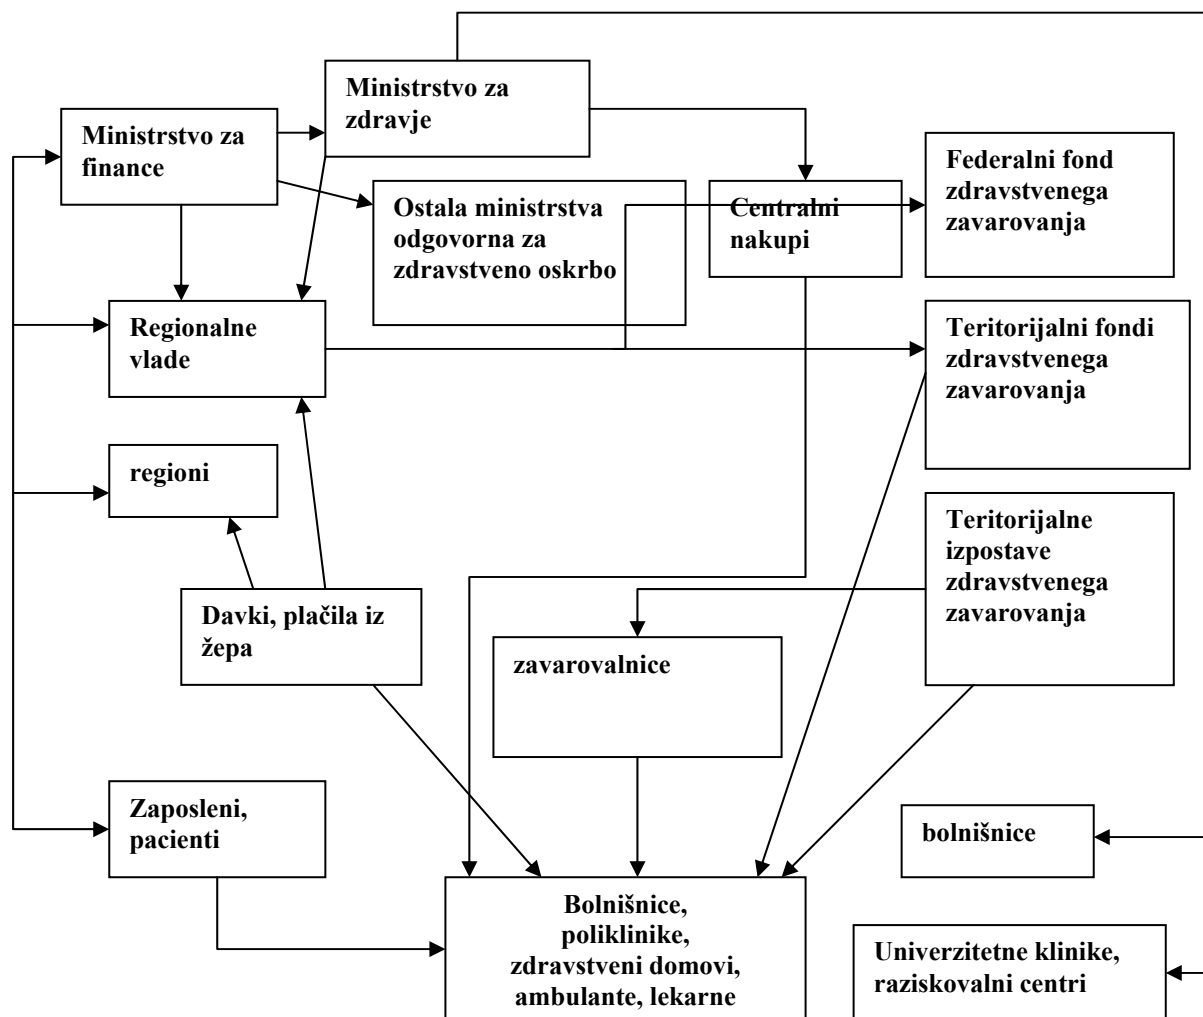 Ministrstvo za
zdravje
Ministrstvo za
finance
Federalni fond
zdravstvenega
zavarovanja
Ostala ministrstva
odgovorna za
zdravstveno oskrbo
Centralni
nakupi
Regionalne
vlade
Teritorijalni fondi
zdravstvenega
zavarovanja
regioni
Teritorijalne
izpostave
zdravstvenega
zavarovanja
Davki, plačila iz
žepa
zavarovalnice
Zaposleni,
pacienti
bolnišnice
Bolnišnice,
poliklinike,
zdravstveni domovi,
ambulante, lekarne
Univerzitetne klinike,
raziskovalni centri